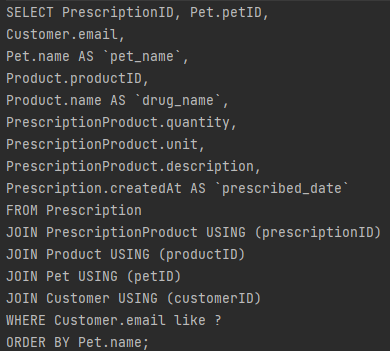 SELECT PrescriptionID, Pet.petID,
Customer.email,
Pet.name AS `pet_name`,
Product.productID,
Product.name AS `drug_name`,
PrescriptionProduct.quantity,
PrescriptionProduct.unit,
PrescriptionProduct.description,
Prescription.createdAt AS `prescribed_date`
FROM Prescription
JOIN PrescriptionProduct USING (prescriptionID)
JOIN Product USING (productID)
JOIN Pet USING (petID)
JOIN Customer USING (customerID)
WHERE Customer.email like ?
ORDER BY Pet.name;